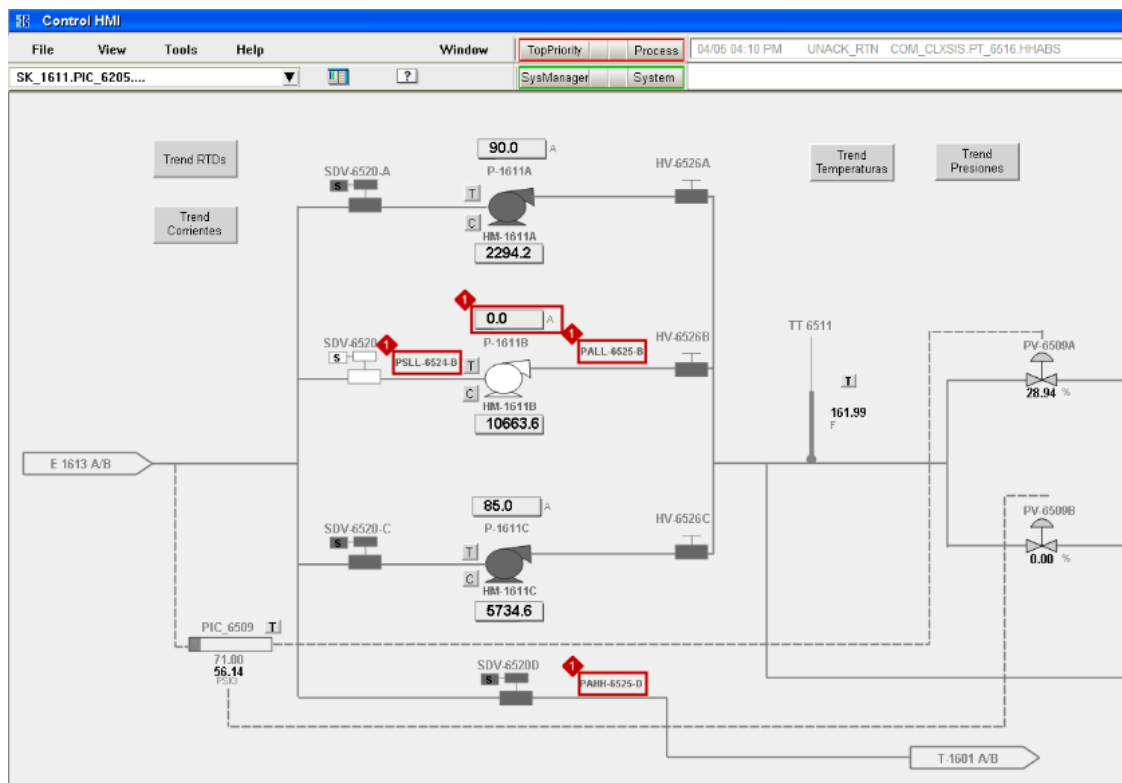 Control HMI
File View Tools Help Window TopPriority Process 04/05 04:10 PM UNACK_RTN COM_CLXSIS.PT_6516.HHABS
SK_1611.PIC_6205.... ? SysManager System
Trend RTDs
Trend
Corrientes
Trend
Temperaturas
Trend
Presiones
90.0 A
P-1611A
SDV-6520-A
S
T
C
HM-1611A
2294.2
HV-6526A
1
0.0 A
P-1611B
1
SDV-6520
S
PSLL-6524-B
T
C
HM-1611B
10663.6
1
PALL-6525-B
HV-6526B
TT 6511
T
161.99
F
PV-6509A
28.94 %
E 1613 A/B
85.0 A
P-1611C
SDV-6520-C
S
T
C
HM-1611C
5734.6
HV-6526C
PV-6509B
0.00 %
PIC_6509 T
71.00
56.14
PSIG
SDV-6520D
S
1
PAHH-6525-D
T-1601 A/B